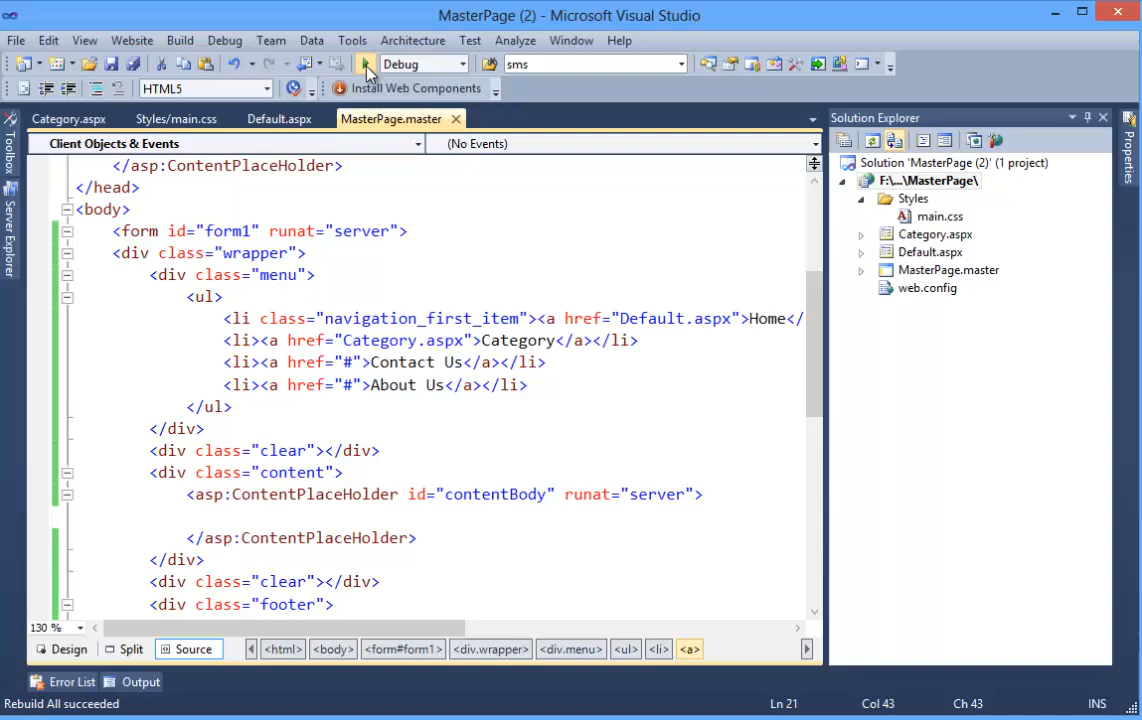 MasterPage (2) - Microsoft Visual Studio
File Edit View Website Build Debug Team Data Tools Architecture Test Analyze Window Help
Debug sms
HTML5 Install Web Components
Category.aspx Styles/main.css Default.aspx MasterPage.master
Client Objects & Events (No Events)
</asp:ContentPlaceHolder>
</head>
<body>
<form id="form1" runat="server">
<div class="wrapper">
<div class="menu">
<ul>
<li class="navigation_first_item"><a href="Default.aspx">Home</
<li><a href="Category.aspx">Category</a></li>
<li><a href="#">Contact Us</a></li>
<li><a href="#">About Us</a></li>
</ul>
</div>
<div class="clear"></div>
<div class="content">
<asp:ContentPlaceHolder id="contentBody" runat="server">
</asp:ContentPlaceHolder>
</div>
<div class="clear"></div>
<div class="footer">
130 %
Design Split Source <html> <body> <form#form1> <div.wrapper> <div.menu> <ul> <li> <a>
Error List Output
Rebuild All succeeded Ln 21 Col 43 Ch 43 INS
Toolbox
Server Explorer
Solution Explorer
Solution 'MasterPage (2)' (1 project)
F:\...\MasterPage\
Styles
main.css
Category.aspx
Default.aspx
MasterPage.master
web.config
Properties